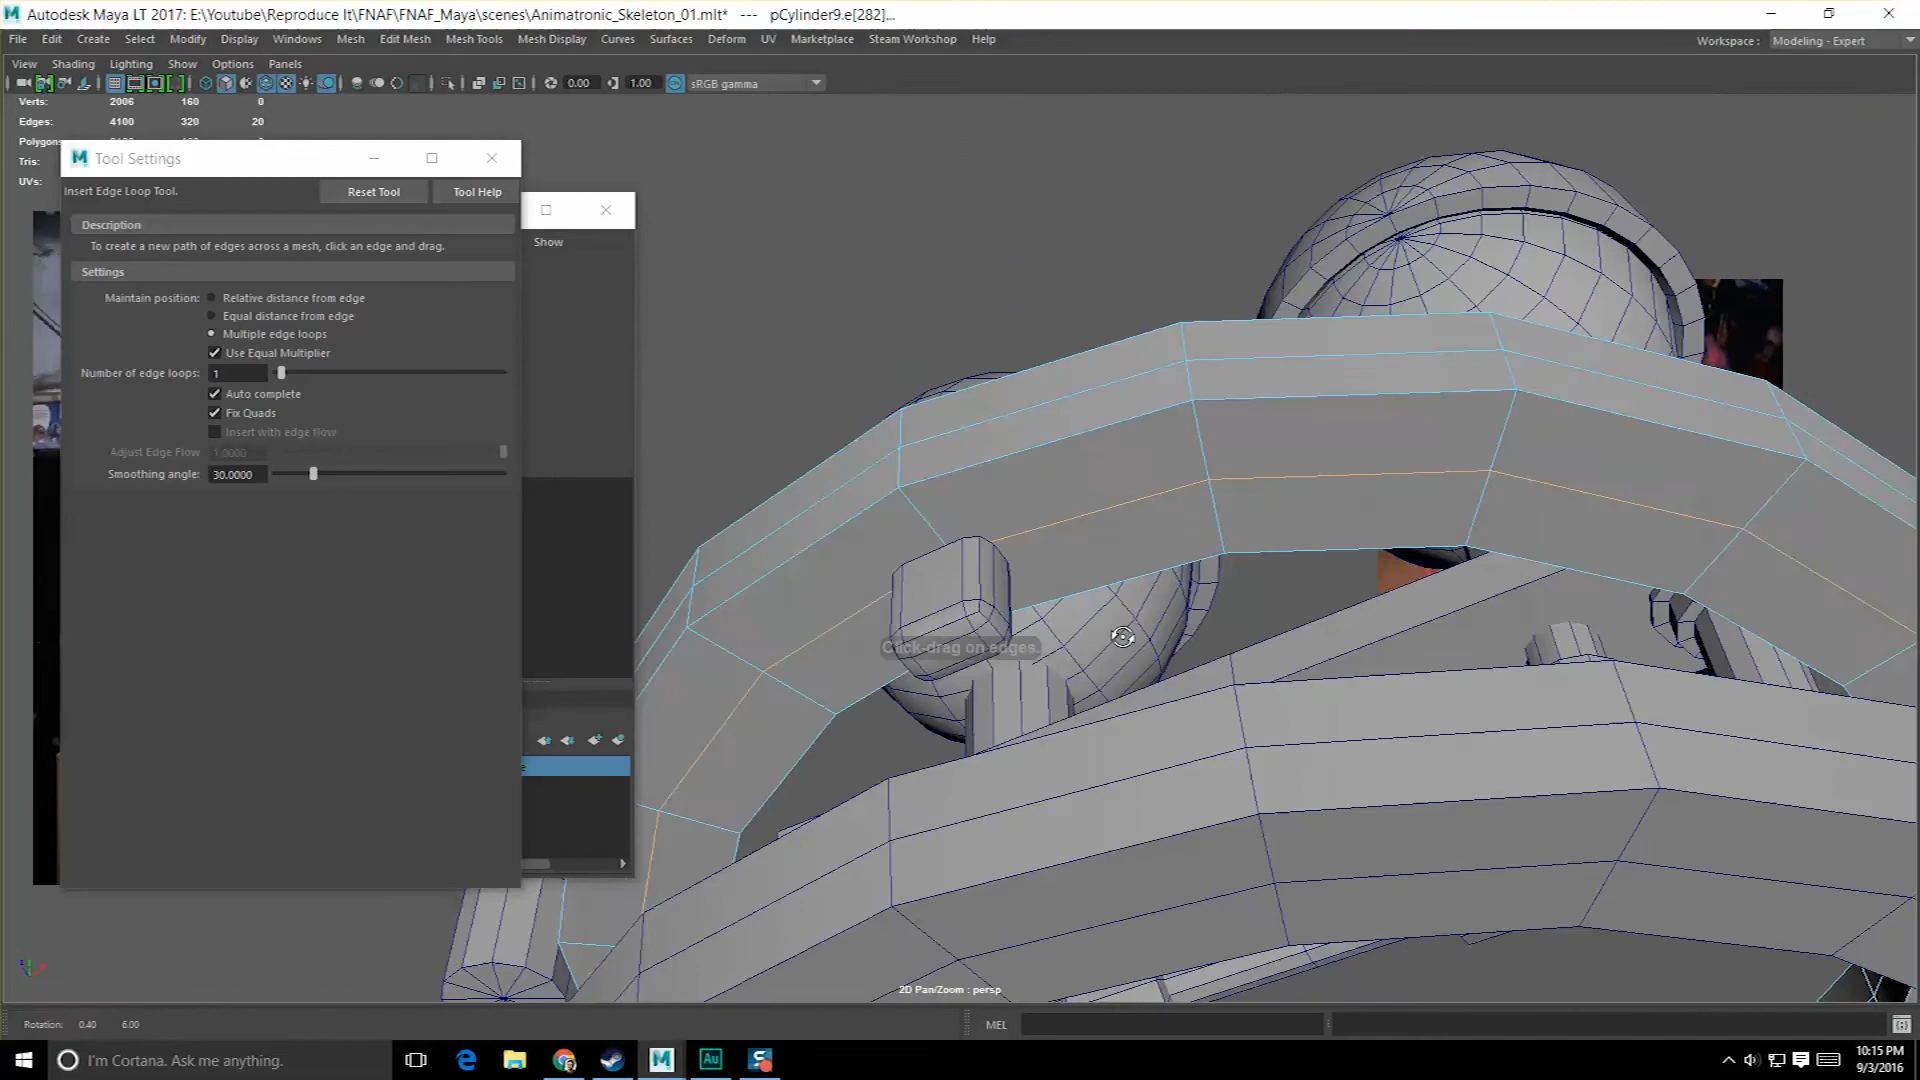 Autodesk Maya LT 2017: E:\Youtube\Reproduce It\FNAF\FNAF_Maya\scenes\Animatronic_Skeleton_01.mlt*   ---   pCylinder9.e[282]...
File Edit Create Select Modify Display Windows Mesh Edit Mesh Mesh Tools Mesh Display Curves Surfaces Deform UV Marketplace Steam Workshop Help
Workspace : Modeling - Expert
View Shading Lighting Show Options Panels
0.00 1.00 sRGB gamma
Verts: 2006 160 0
Edges: 4100 320 20
Polygons
Tris:
UVs:
Tool Settings
Insert Edge Loop Tool.
Reset Tool
Tool Help
Description
To create a new path of edges across a mesh, click an edge and drag.
Settings
Maintain position: Relative distance from edge
Equal distance from edge
Multiple edge loops
Use Equal Multiplier
Number of edge loops: 1
Auto complete
Fix Quads
Insert with edge flow
Adjust Edge Flow 1.0000
Smoothing angle: 30.0000
Show
Click-drag on edges.
2D Pan/Zoom : persp
Rotation: 0.40 6.00
MEL
I'm Cortana. Ask me anything.
10:15 PM
9/3/2016